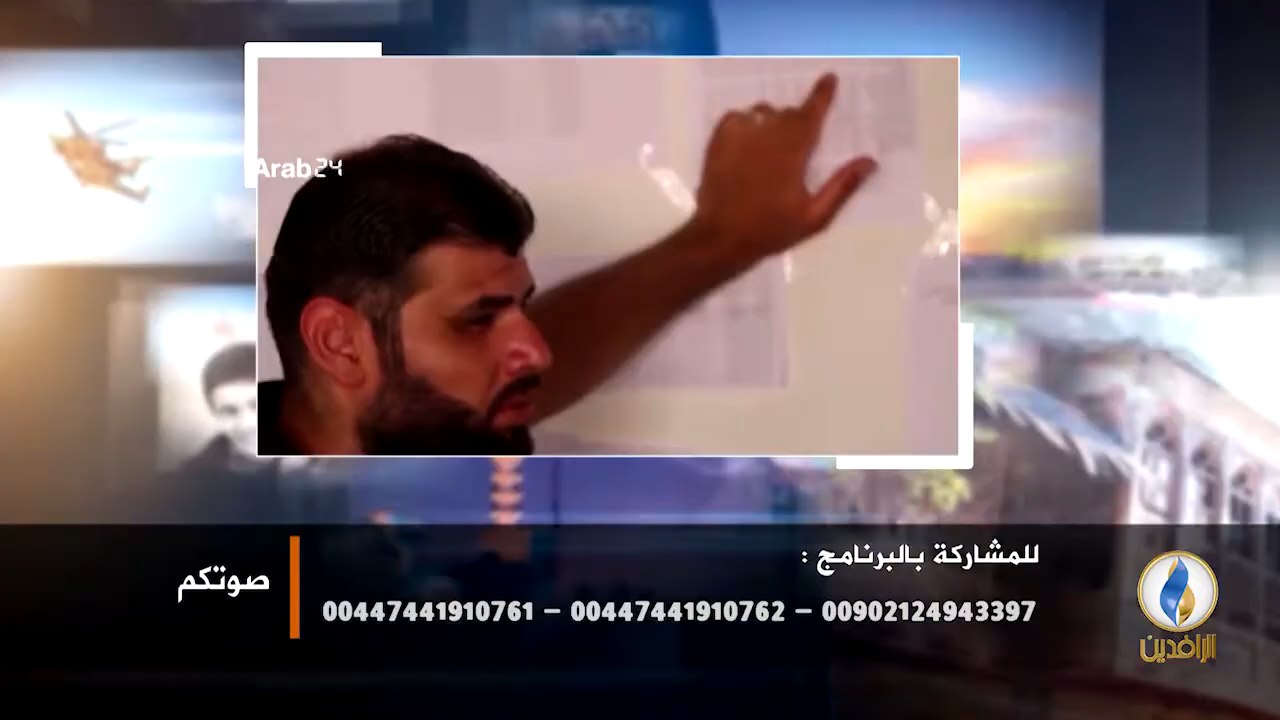 Arab24
للمشاركة بالبرنامج :
صوتكم
00447441910761 – 00447441910762 – 00902124943397
الرافدين